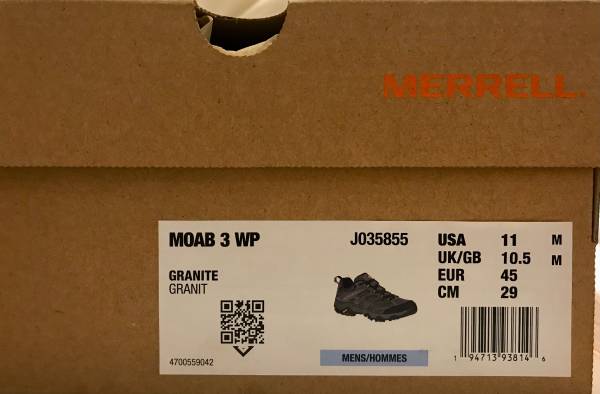 MERRELL
MOAB 3 WP
J035855
USA 11 M
UK/GB 10.5 M
EUR 45
CM 29
GRANITE
GRANIT
4700559042
MENS/HOMMES
1 94713 93814 6